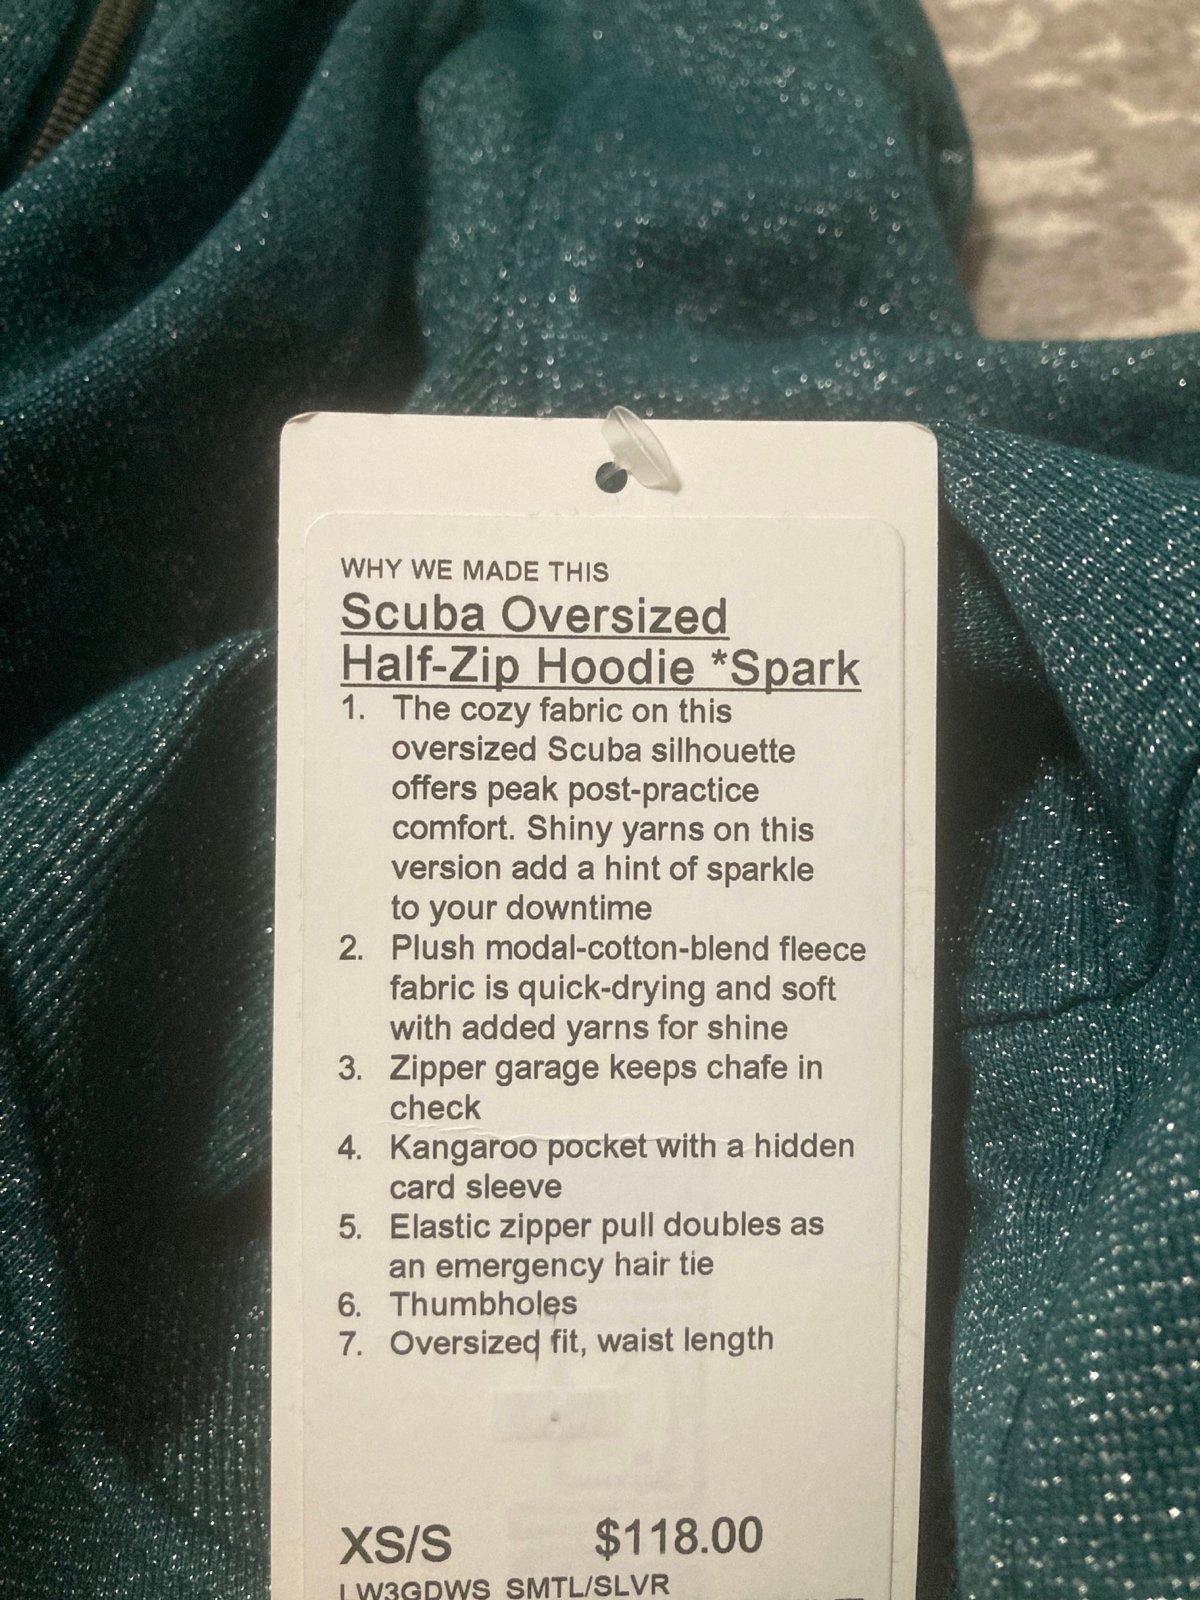 WHY WE MADE THIS
Scuba Oversized
Half-Zip Hoodie *Spark
1. The cozy fabric on this
oversized Scuba silhouette
offers peak post-practice
comfort. Shiny yarns on this
version add a hint of sparkle
to your downtime
2. Plush modal-cotton-blend fleece
fabric is quick-drying and soft
with added yarns for shine
3. Zipper garage keeps chafe in
check
4. Kangaroo pocket with a hidden
card sleeve
5. Elastic zipper pull doubles as
an emergency hair tie
6. Thumbholes
7. Oversized fit, waist length
XS/S $118.00
LW3GDWS SMTL/SLVR